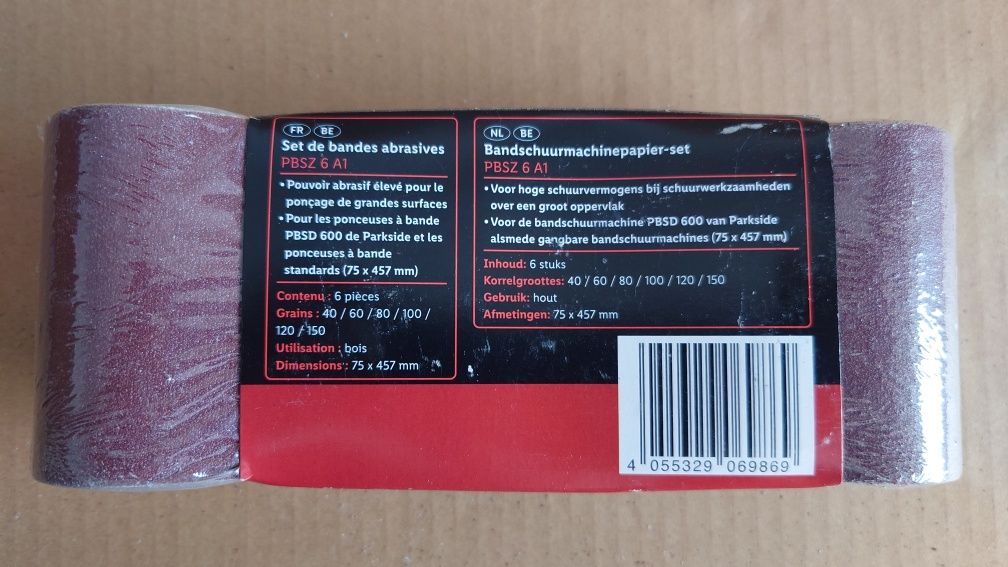 FR BE
Set de bandes abrasives
PBSZ 6 A1
• Pouvoir abrasif élevé pour le
ponçage de grandes surfaces
• Pour les ponceuses à bande
PBSD 600 de Parkside et les
ponceuses à bande
standards (75 x 457 mm)
Contenu : 6 pièces
Grains : 40 / 60 / 80 / 100 /
120 / 150
Utilisation : bois
Dimensions : 75 x 457 mm
NL BE
Bandschuurmachinepapier-set
PBSZ 6 A1
• Voor hoge schuurvermogens bij schuurwerkzaamheden
over een groot oppervlak
• Voor de bandschuurmachine PBSD 600 van Parkside
alsmede gangbare bandschuurmachines (75 x 457 mm)
Inhoud: 6 stuks
Korrelgroottes: 40 / 60 / 80 / 100 / 120 / 150
Gebruik: hout
Afmetingen: 75 x 457 mm
4 055329 069869